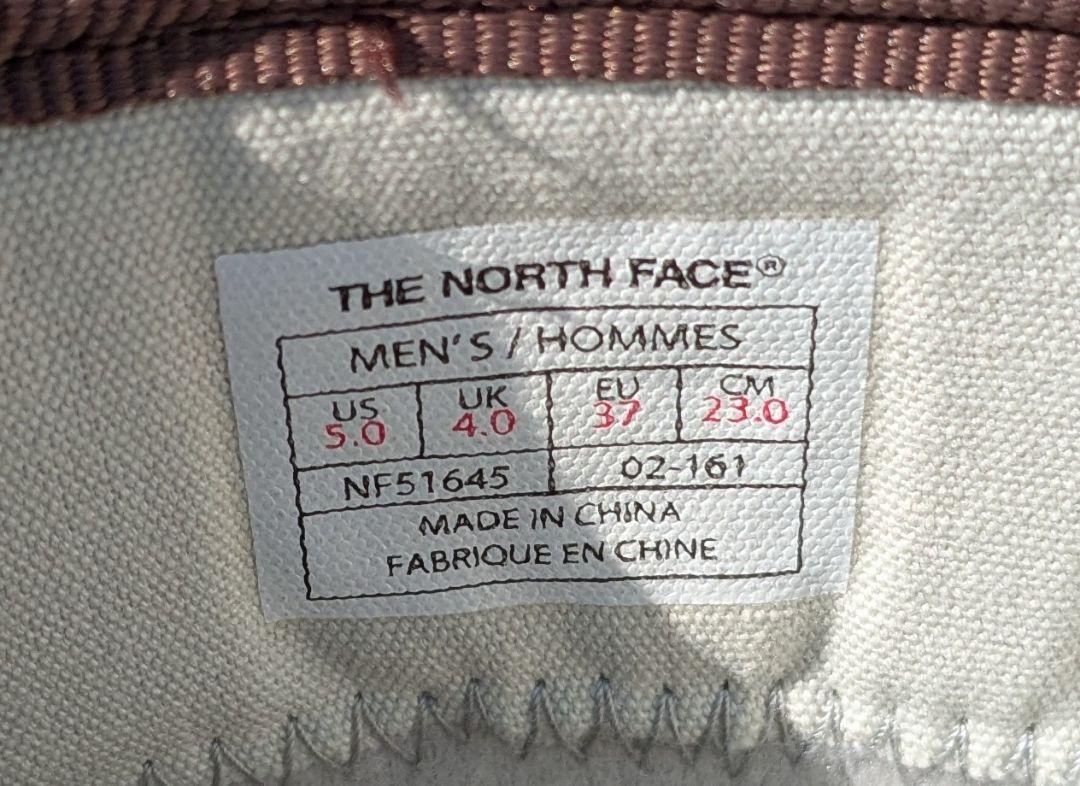 THE NORTH FACE®
MEN'S / HOMMES
US UK EU CM
5.0 4.0 37 23.0
NF51645 02-161
MADE IN CHINA
FABRIQUE EN CHINE